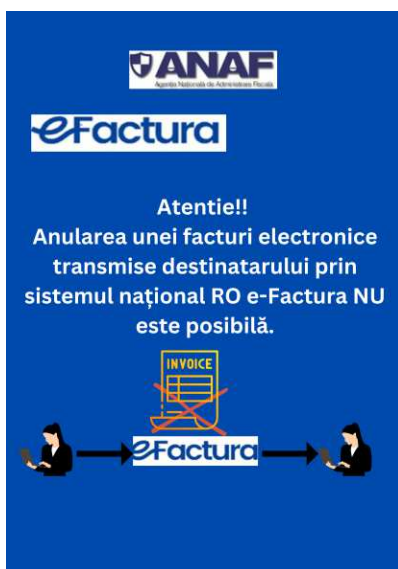 ANAF
Agenția Națională de Administrare Fiscală
eFactura
Atentie!!
Anularea unei facturi electronice
transmise destinatarului prin
sistemul național RO e-Factura NU
este posibilă.
INVOICE
eFactura